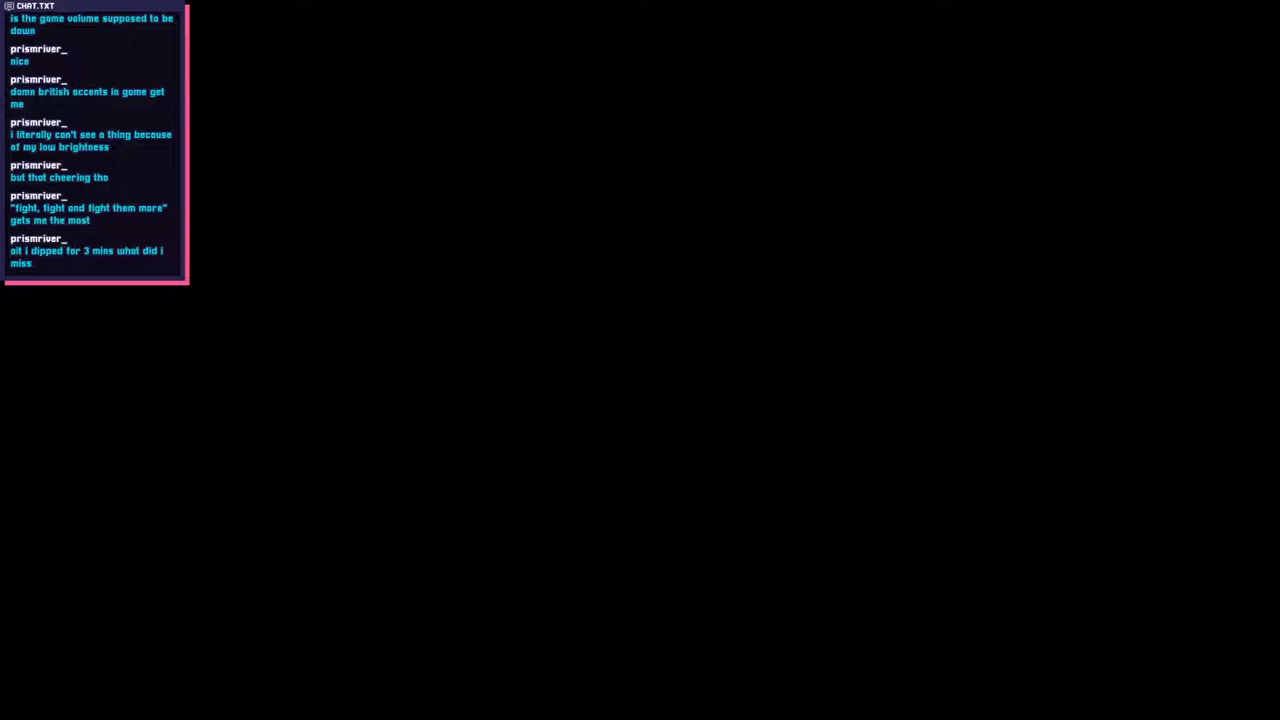 CHAT.TXT
is the game volume supposed to be
down
prismriver_
nice
prismriver_
damn british accents in game get
me
prismriver_
i literally can't see a thing because
of my low brightness
prismriver_
but that cheering tho
prismriver_
"fight, fight and fight them more"
gets me the most
prismriver_
ait i dipped for 3 mins what did i
miss